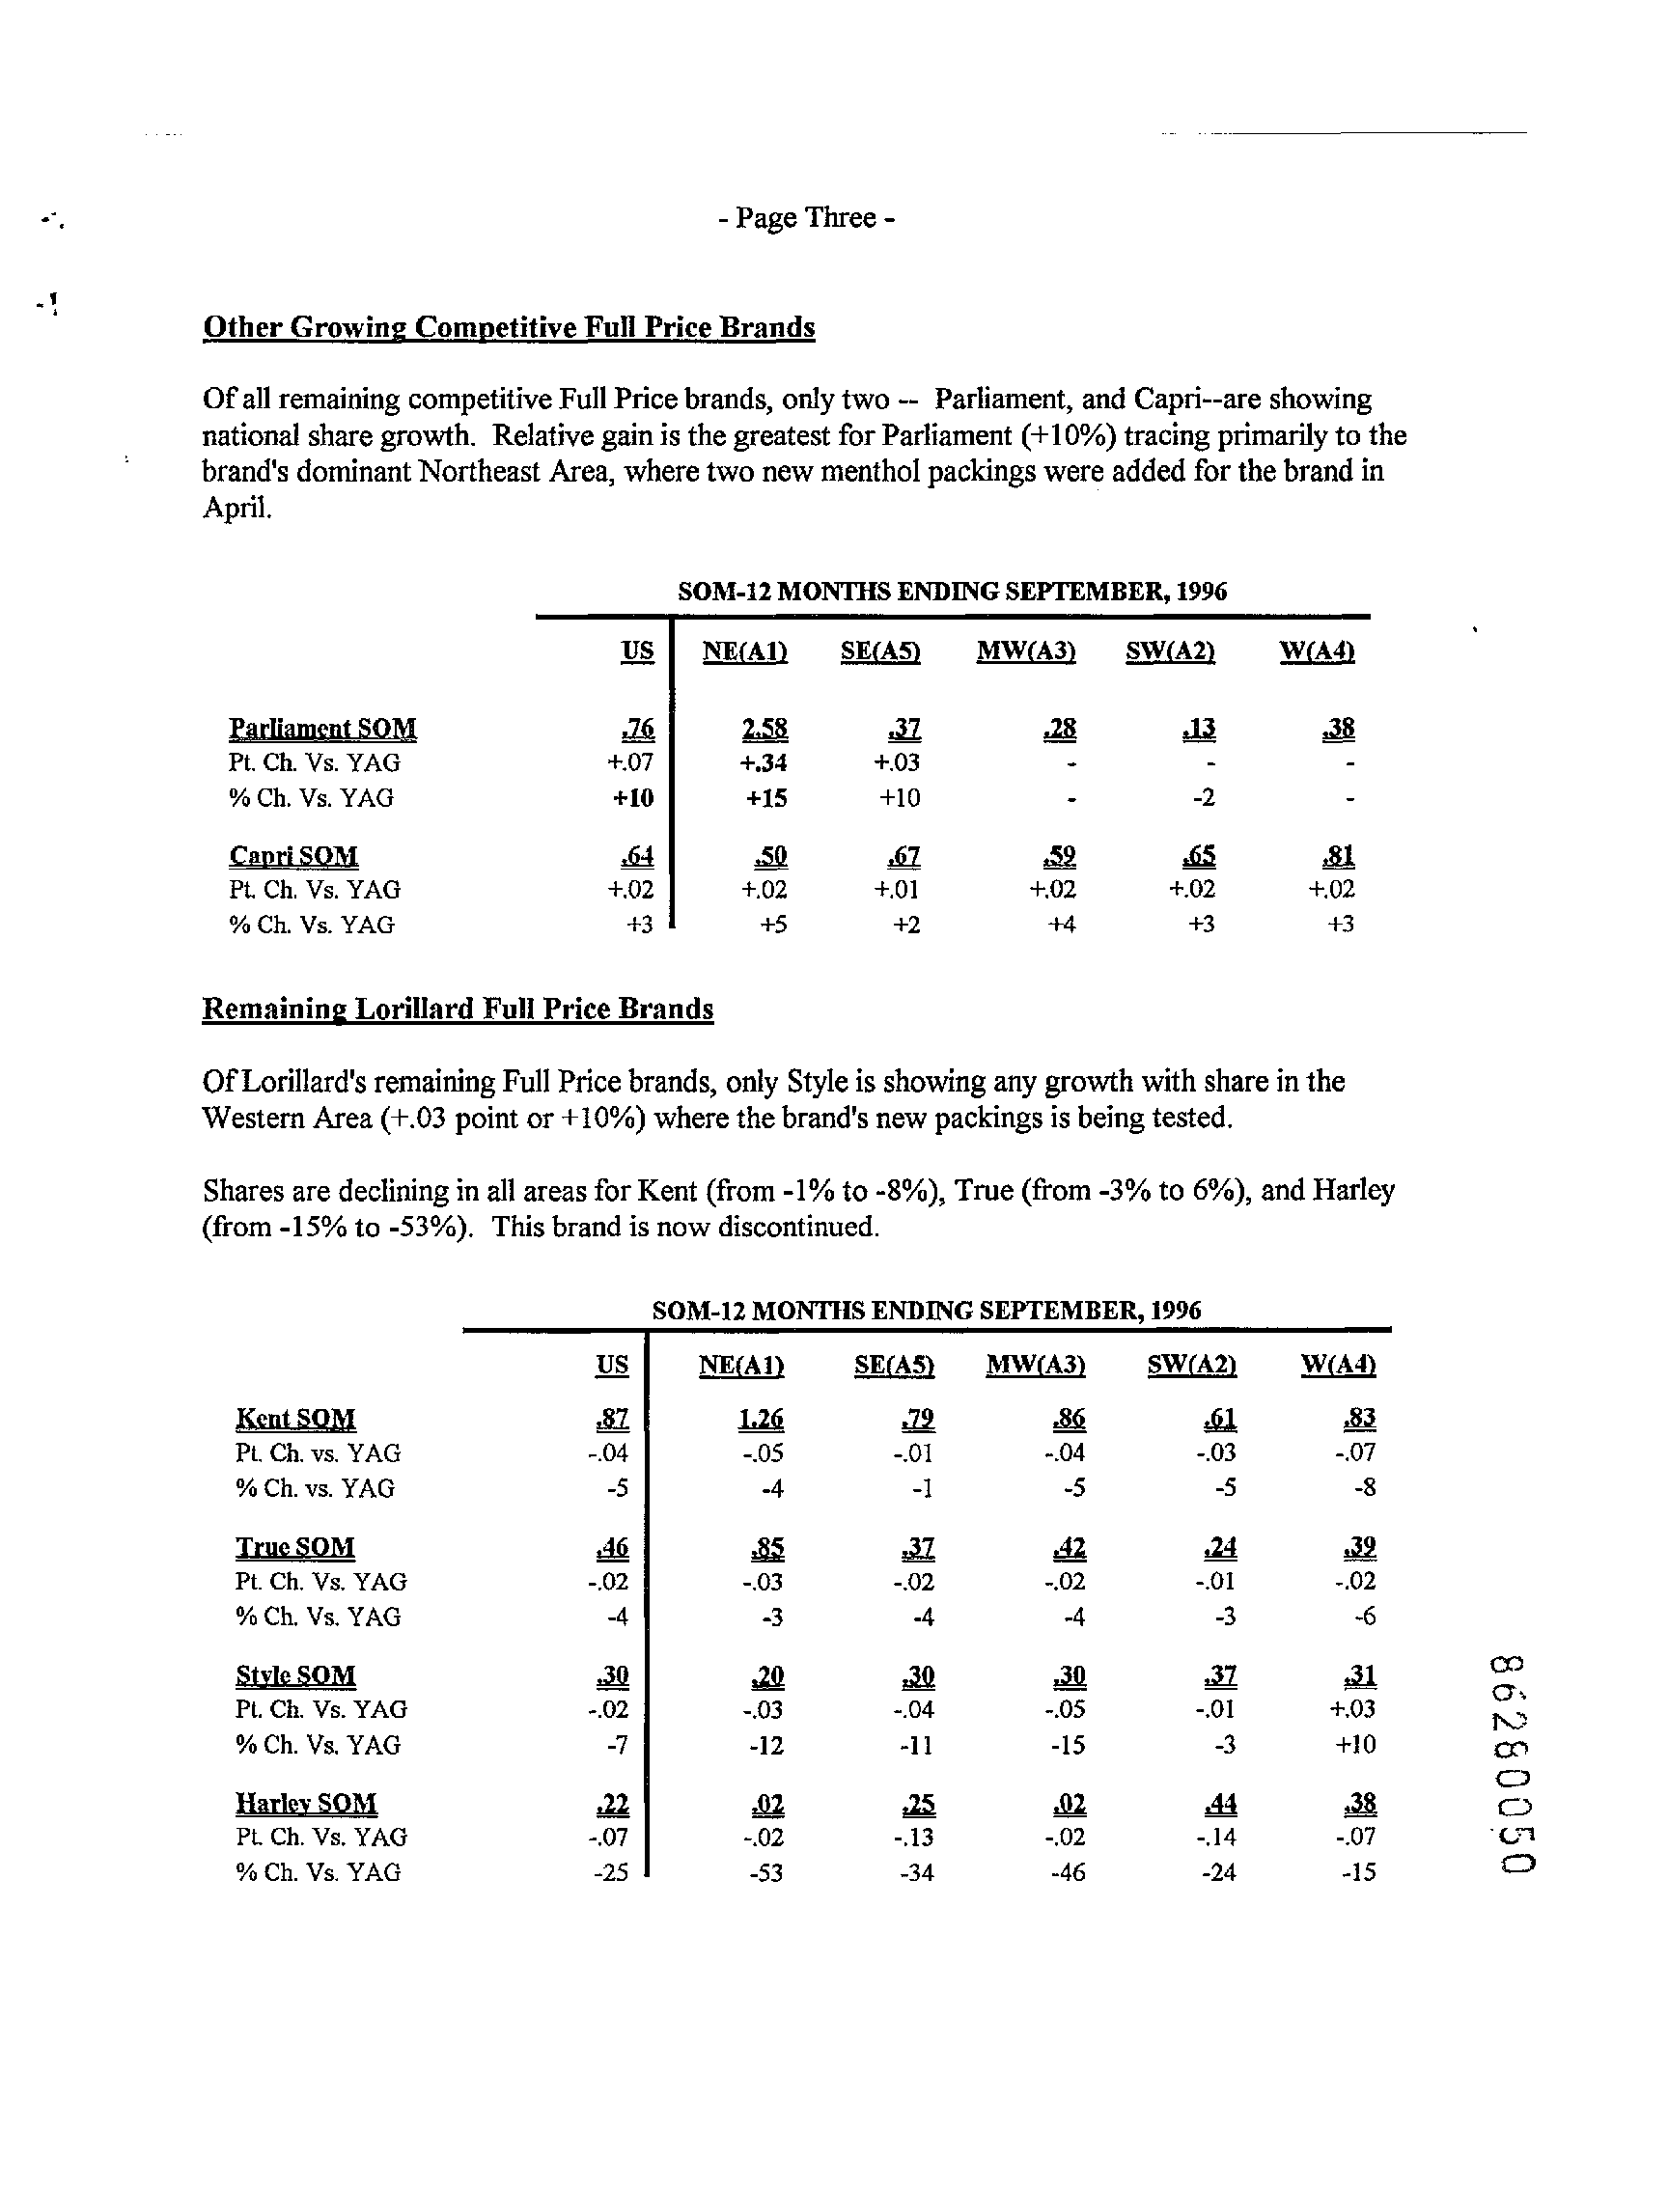 - Page Three -
Other Growing Competitive Full Price Brands
Of all remaining competitive Full Price brands, only two -- Parliament, and Capri--are showing
national share growth. Relative gain is the greatest for Parliament (+10%) tracing primarily to the
brand's dominant Northeast Area, where two new menthol packings were added for the brand in
April.
SOM-12 MONTHS ENDING SEPTEMBER, 1996
US NE(A1) SE(A5) MW(A3) SW(A2) W(A4)
Parliament SOM .76 2.58 .37 .28 .13 .38
Pt. Ch. Vs. YAG +.07 +.34 +.03 - - -
% Ch. Vs. YAG +10 +15 +10 - -2 -
Capri SOM .64 .50 .67 .59 .65 .81
Pt. Ch. Vs. YAG +.02 +.02 +.01 +.02 +.02 +.02
% Ch. Vs. YAG +3 +5 +2 +4 +3 +3
Remaining Lorillard Full Price Brands
Of Lorillard's remaining Full Price brands, only Style is showing any growth with share in the
Western Area (+.03 point or +10%) where the brand's new packings is being tested.
Shares are declining in all areas for Kent (from -1% to -8%), True (from -3% to 6%), and Harley
(from -15% to -53%). This brand is now discontinued.
SOM-12 MONTHS ENDING SEPTEMBER, 1996
US NE(A1) SE(A5) MW(A3) SW(A2) W(A4)
Kent SOM .87 1.26 .79 .86 .61 .83
Pt. Ch. vs. YAG -.04 -.05 -.01 -.04 -.03 -.07
% Ch. vs. YAG -5 -4 -1 -5 -5 -8
True SOM .46 .85 .37 .42 .24 .39
Pt. Ch. Vs. YAG -.02 -.03 -.02 -.02 -.01 -.02
% Ch. Vs. YAG -4 -3 -4 -4 -3 -6
Style SOM .30 .20 .30 .30 .37 .31
Pt. Ch. Vs. YAG -.02 -.03 -.04 -.05 -.01 +.03
% Ch. Vs. YAG -7 -12 -11 -15 -3 +10
Harley SOM .22 .02 .25 .02 .44 .38
Pt. Ch. Vs. YAG -.07 -.02 -.13 -.02 -.14 -.07
% Ch. Vs. YAG -25 -53 -34 -46 -24 -15
86280050